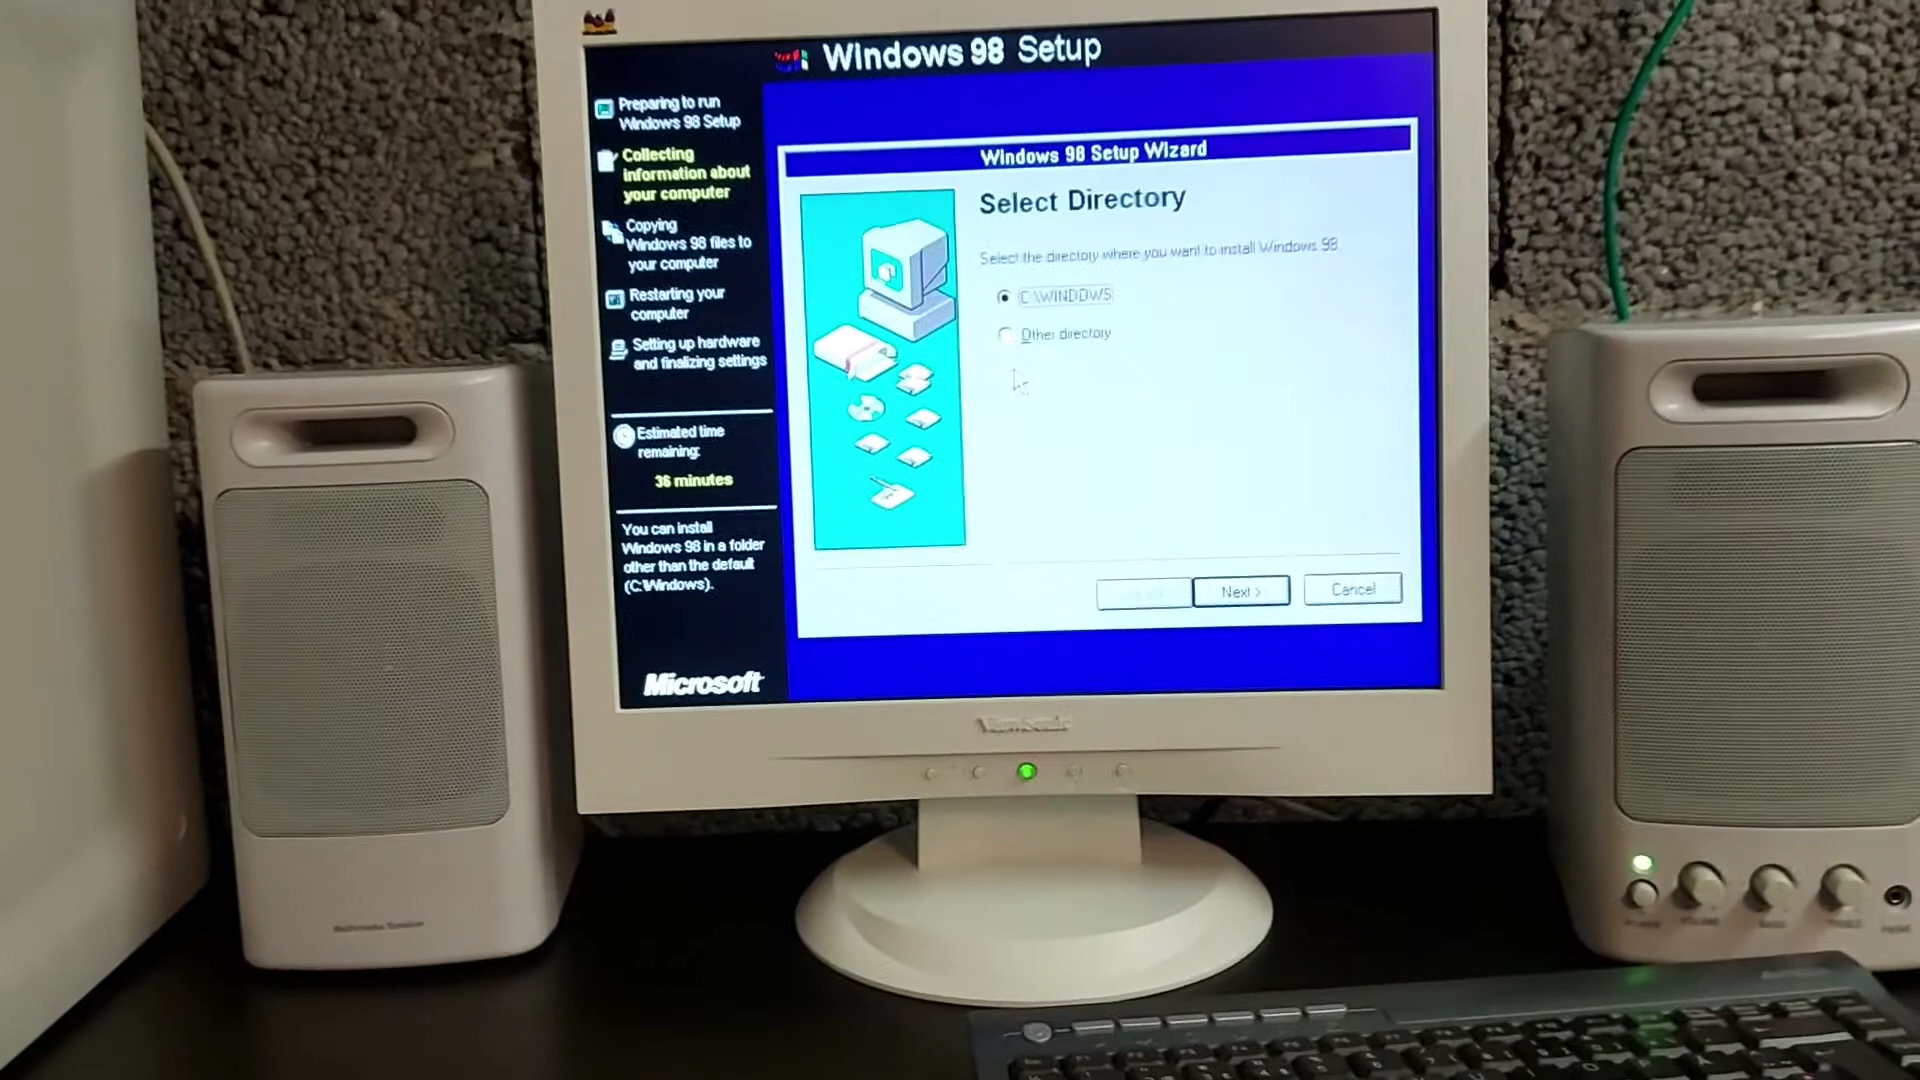 Windows 98 Setup
Preparing to run
Windows 98 Setup
Collecting
information about
your computer
Copying
Windows 98 files to
your computer
Restarting your
computer
Setting up hardware
and finalizing settings
Estimated time
remaining:
36 minutes
You can install
Windows 98 in a folder
other than the default
(C:\Windows).
Microsoft
Windows 98 Setup Wizard
Select Directory
Select the directory where you want to install Windows 98.
C:\WINDOWS
Other directory
Next >
Cancel
ViewSonic